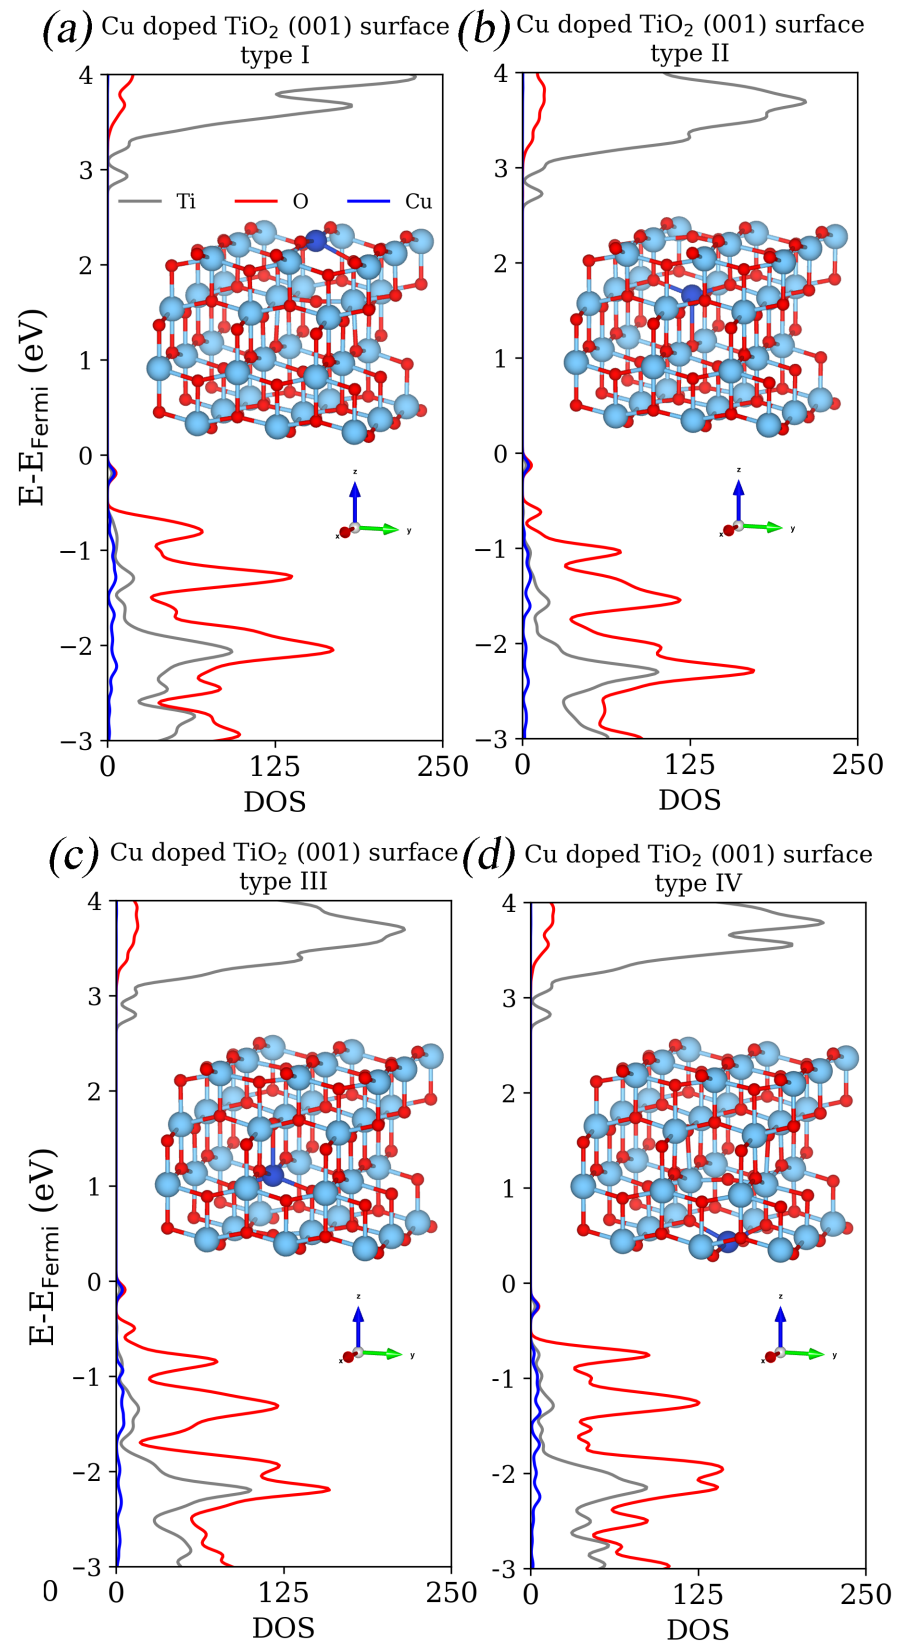 (a) Cu doped TiO₂ (001) surface
type I
(b) Cu doped TiO₂ (001) surface
type II
4
3
2
1
0
−1
−2
−3
E-E_Fermi (eV)
Ti
O
Cu
z
x
y
0
125
250
DOS
4
3
2
1
0
−1
−2
−3
z
x
y
0
125
250
DOS
(c) Cu doped TiO₂ (001) surface
type III
(d) Cu doped TiO₂ (001) surface
type IV
4
3
2
1
0
−1
−2
−3
E-E_Fermi (eV)
z
x
y
0
0
125
250
DOS
4
3
2
1
0
-1
-2
-3
z
x
y
0
125
250
DOS